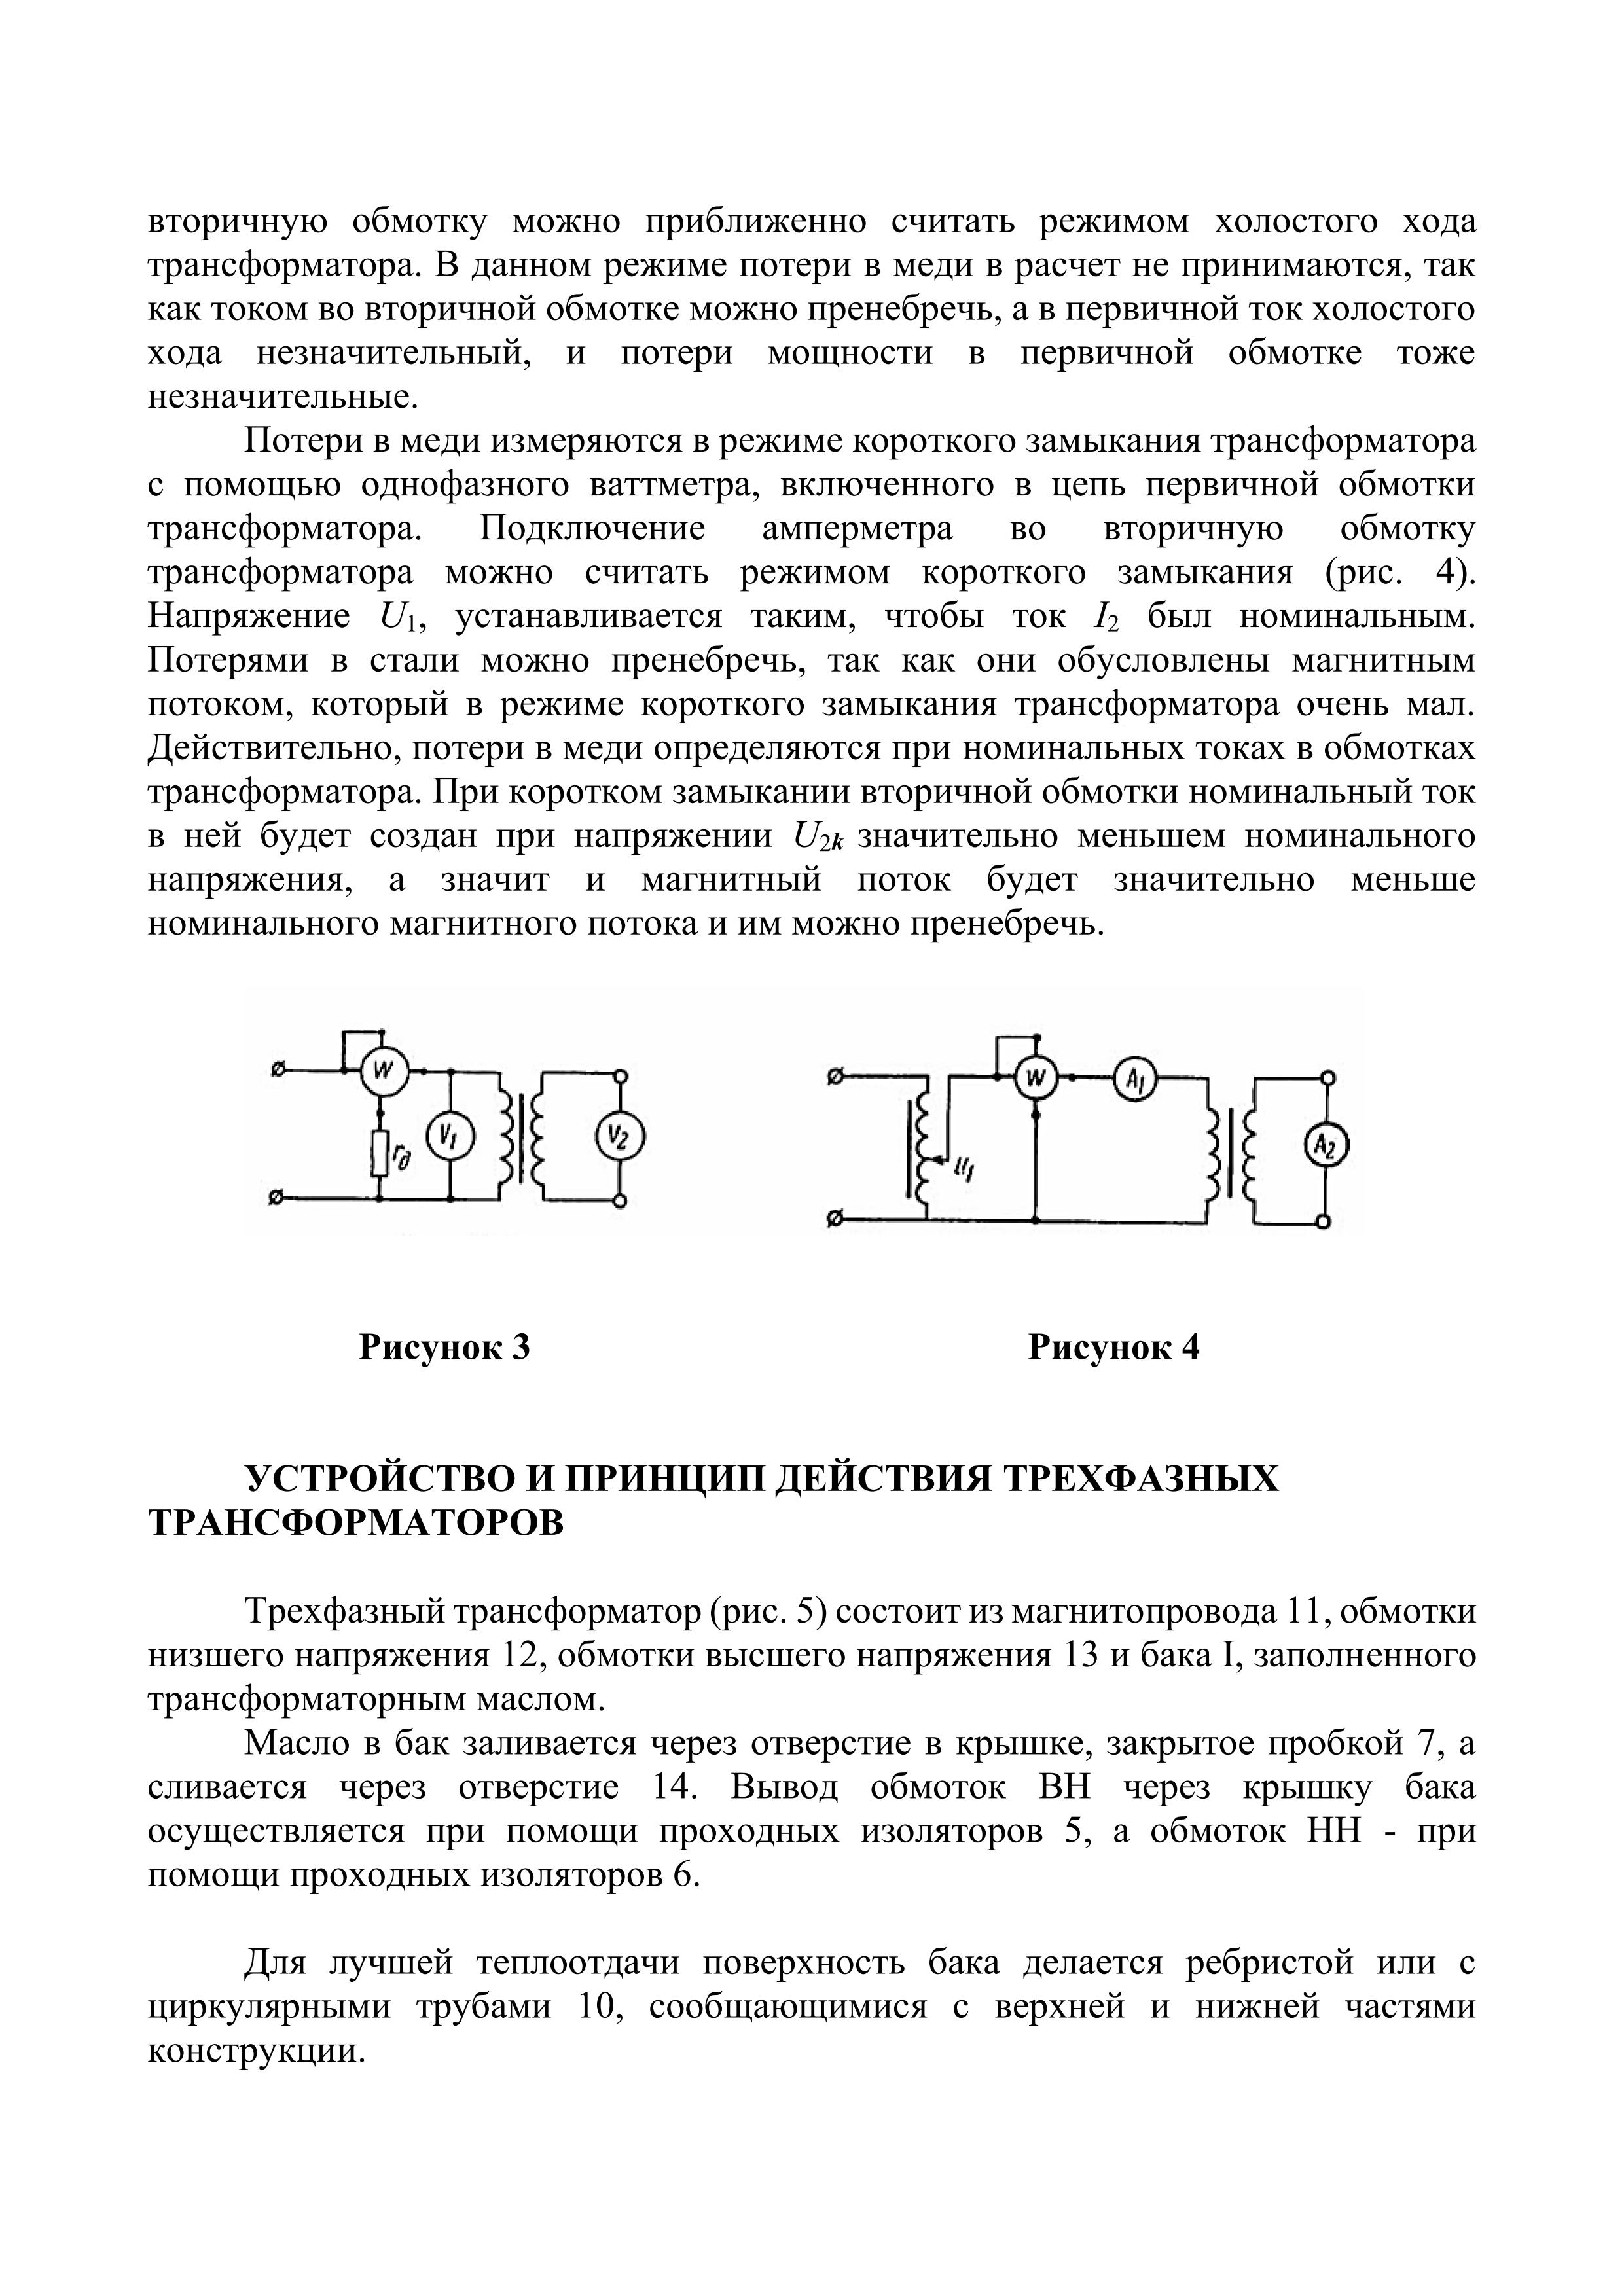 вторичную обмотку можно приближенно считать режимом холостого хода
трансформатора. В данном режиме потери в меди в расчет не принимаются, так
как током во вторичной обмотке можно пренебречь, а в первичной ток холостого
хода незначительный, и потери мощности в первичной обмотке тоже
незначительные.
Потери в меди измеряются в режиме короткого замыкания трансформатора
с помощью однофазного ваттметра, включенного в цепь первичной обмотки
трансформатора. Подключение амперметра во вторичную обмотку
трансформатора можно считать режимом короткого замыкания (рис. 4).
Напряжение U₁, устанавливается таким, чтобы ток I₂ был номинальным.
Потерями в стали можно пренебречь, так как они обусловлены магнитным
потоком, который в режиме короткого замыкания трансформатора очень мал.
Действительно, потери в меди определяются при номинальных токах в обмотках
трансформатора. При коротком замыкании вторичной обмотки номинальный ток
в ней будет создан при напряжении U₂ₖ значительно меньшем номинального
напряжения, а значит и магнитный поток будет значительно меньше
номинального магнитного потока и им можно пренебречь.
W rд V₁ V₂
W A₁ u₁ A₂
Рисунок 3 Рисунок 4
УСТРОЙСТВО И ПРИНЦИП ДЕЙСТВИЯ ТРЕХФАЗНЫХ
ТРАНСФОРМАТОРОВ
Трехфазный трансформатор (рис. 5) состоит из магнитопровода 11, обмотки
низшего напряжения 12, обмотки высшего напряжения 13 и бака I, заполненного
трансформаторным маслом.
Масло в бак заливается через отверстие в крышке, закрытое пробкой 7, а
сливается через отверстие 14. Вывод обмоток ВН через крышку бака
осуществляется при помощи проходных изоляторов 5, а обмоток НН - при
помощи проходных изоляторов 6.
Для лучшей теплоотдачи поверхность бака делается ребристой или с
циркулярными трубами 10, сообщающимися с верхней и нижней частями
конструкции.